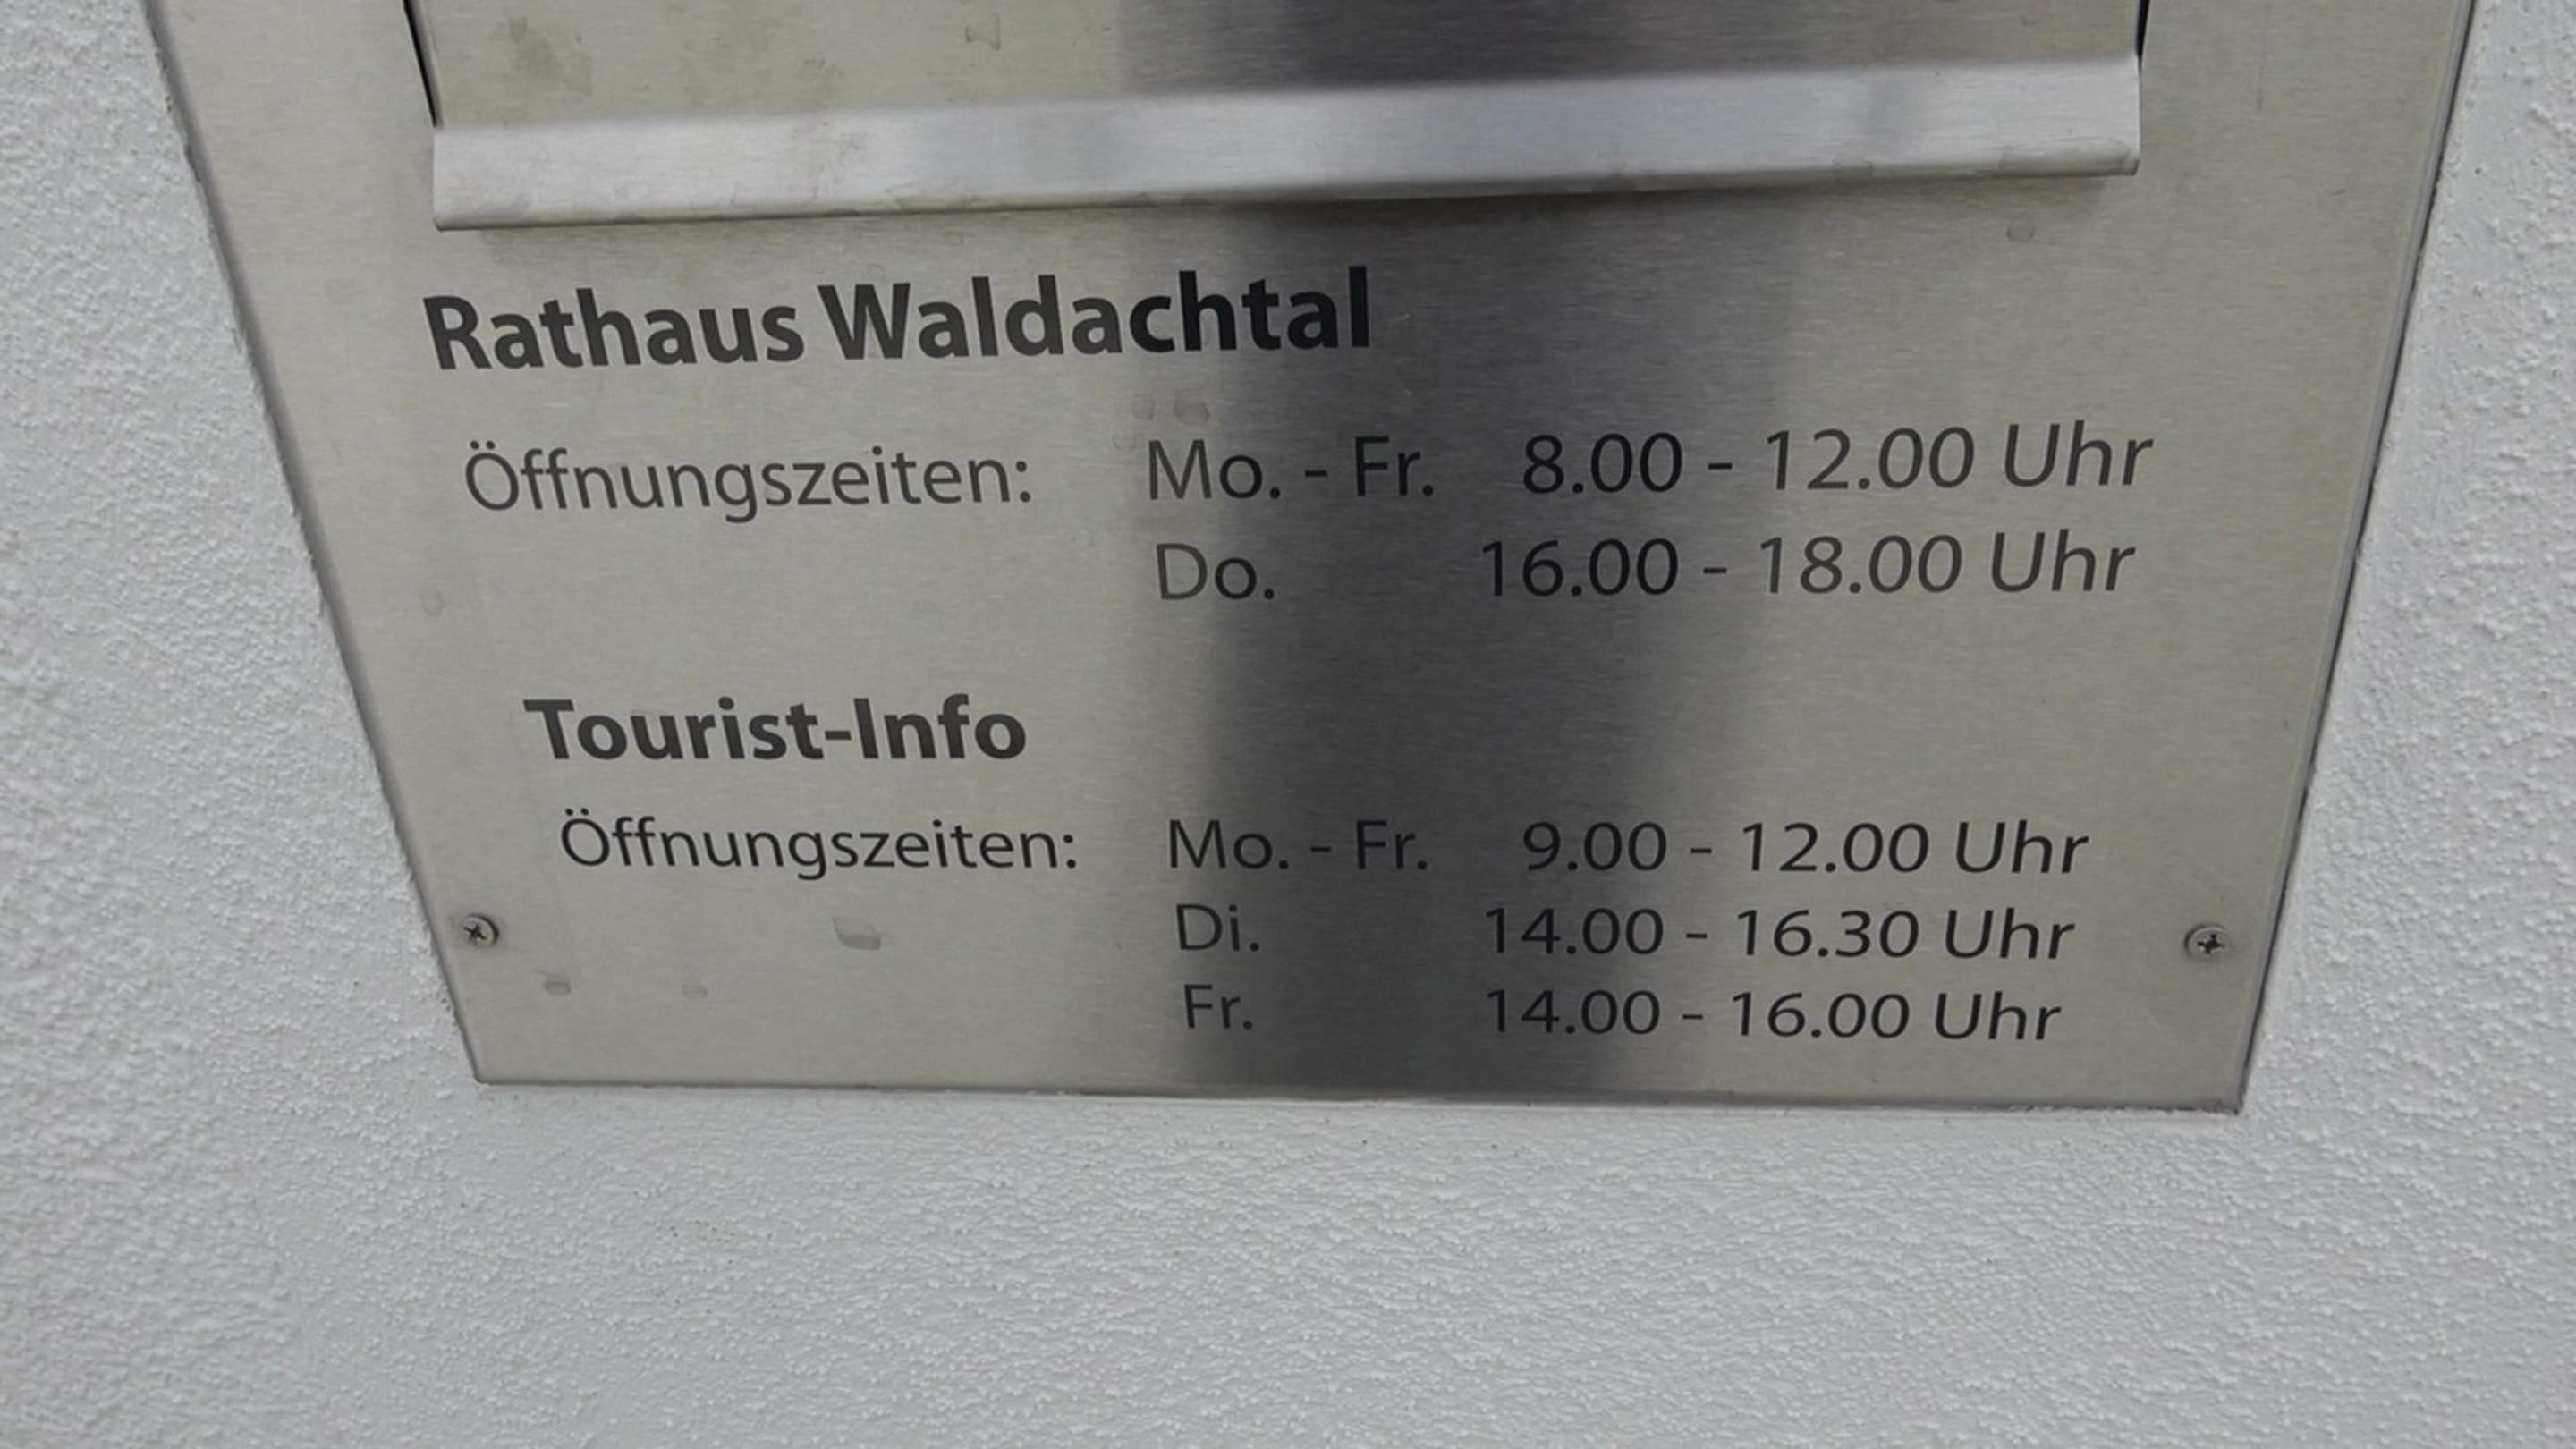 Rathaus Waldachtal
Öffnungszeiten: Mo. - Fr. 8.00 - 12.00 Uhr
Do. 16.00 - 18.00 Uhr
Tourist-Info
Öffnungszeiten: Mo. - Fr. 9.00 - 12.00 Uhr
Di. 14.00 - 16.30 Uhr
Fr. 14.00 - 16.00 Uhr